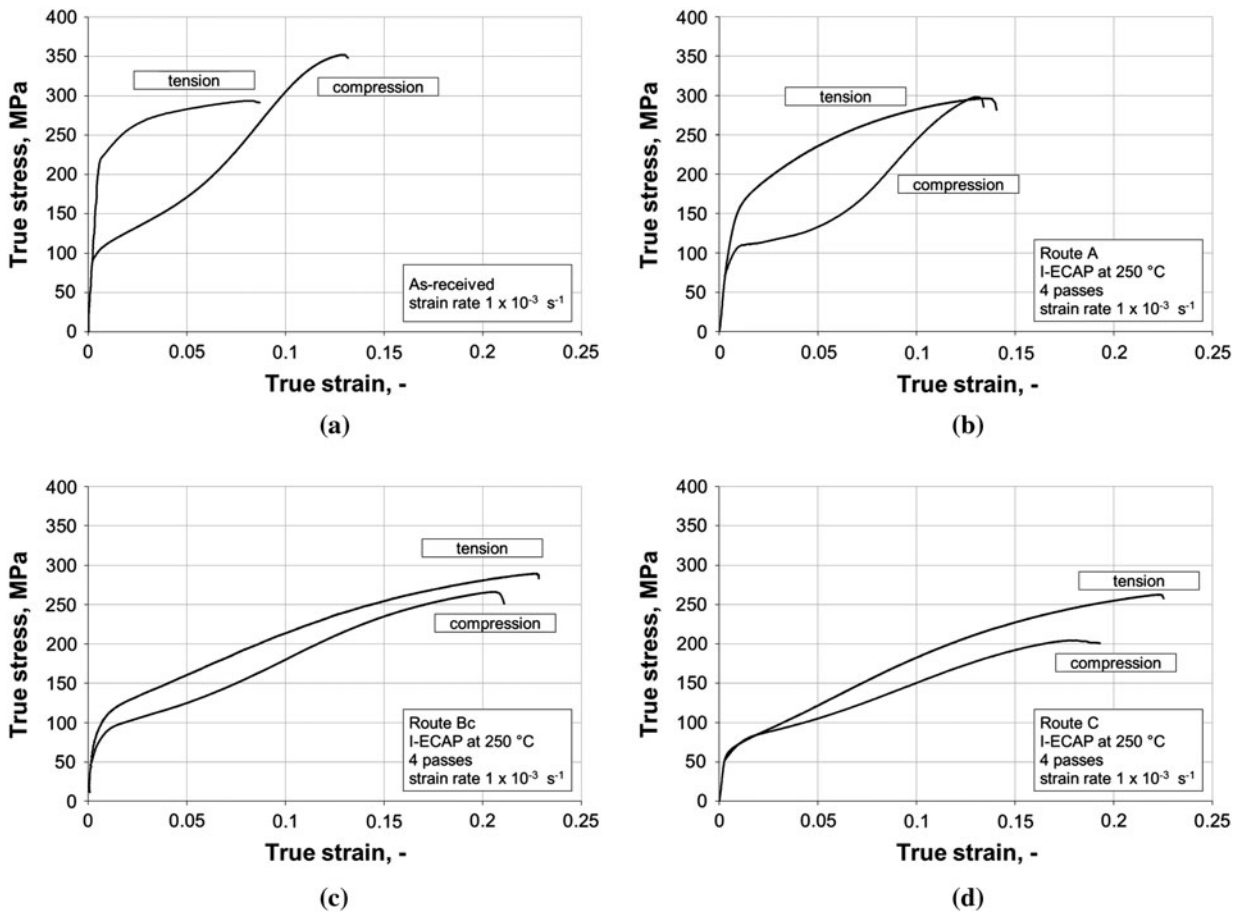 400
350
300
250
200
150
100
50
0
True stress, MPa
tension
compression
As-received
strain rate 1 x 10⁻³ s⁻¹
0 0.05 0.1 0.15 0.2 0.25
True strain, -
(a)
400
350
300
250
200
150
100
50
0
True stress, MPa
tension
compression
Route A
I-ECAP at 250 °C
4 passes
strain rate 1 x 10⁻³ s⁻¹
0 0.05 0.1 0.15 0.2 0.25
True strain, -
(b)
400
350
300
250
200
150
100
50
0
True stress, MPa
tension
compression
Route Bc
I-ECAP at 250 °C
4 passes
strain rate 1 x 10⁻³ s⁻¹
0 0.05 0.1 0.15 0.2 0.25
True strain, -
(c)
400
350
300
250
200
150
100
50
0
True stress, MPa
tension
compression
Route C
I-ECAP at 250 °C
4 passes
strain rate 1 x 10⁻³ s⁻¹
0 0.05 0.1 0.15 0.2 0.25
True strain, -
(d)